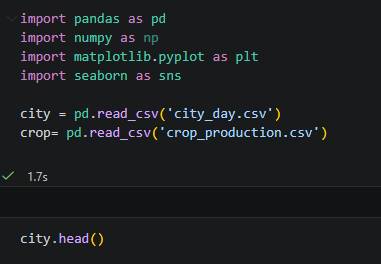 import pandas as pd
import numpy as np
import matplotlib.pyplot as plt
import seaborn as sns
city = pd.read_csv('city_day.csv')
crop= pd.read_csv('crop_production.csv')
1.7s
city.head()